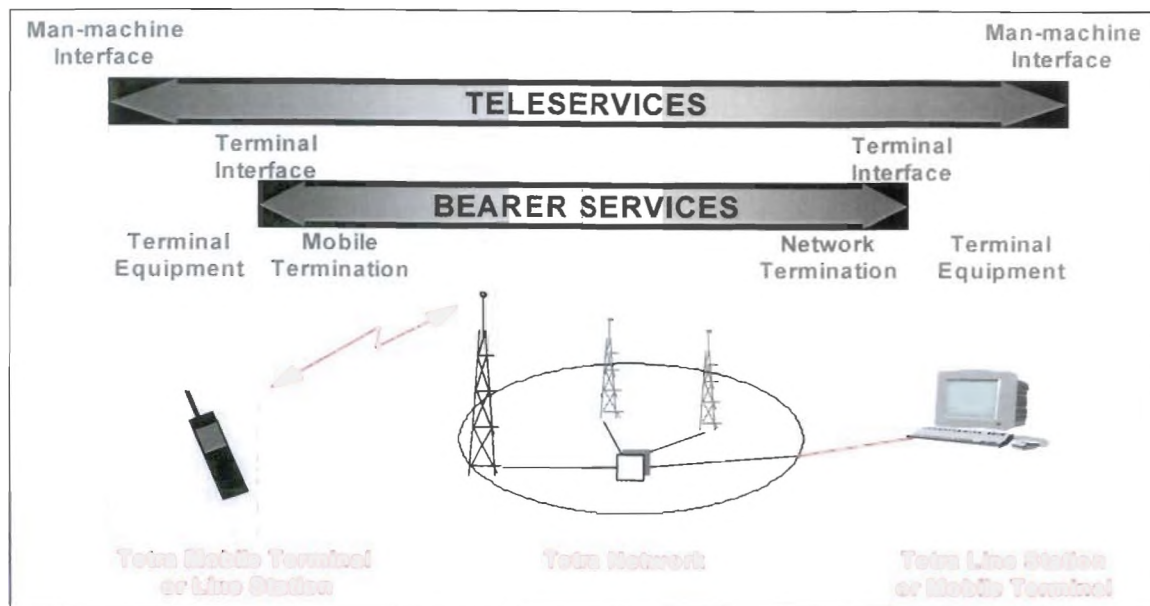 Man-machine
Interface
Man-machine
Interface
TELESERVICES
Terminal
Interface
Terminal
Interface
BEARER SERVICES
Terminal
Equipment
Mobile
Termination
Network
Termination
Terminal
Equipment
Tetra Mobile Terminal
or Line Station
Tetra Network
Tetra Line Station
or Mobile Terminal